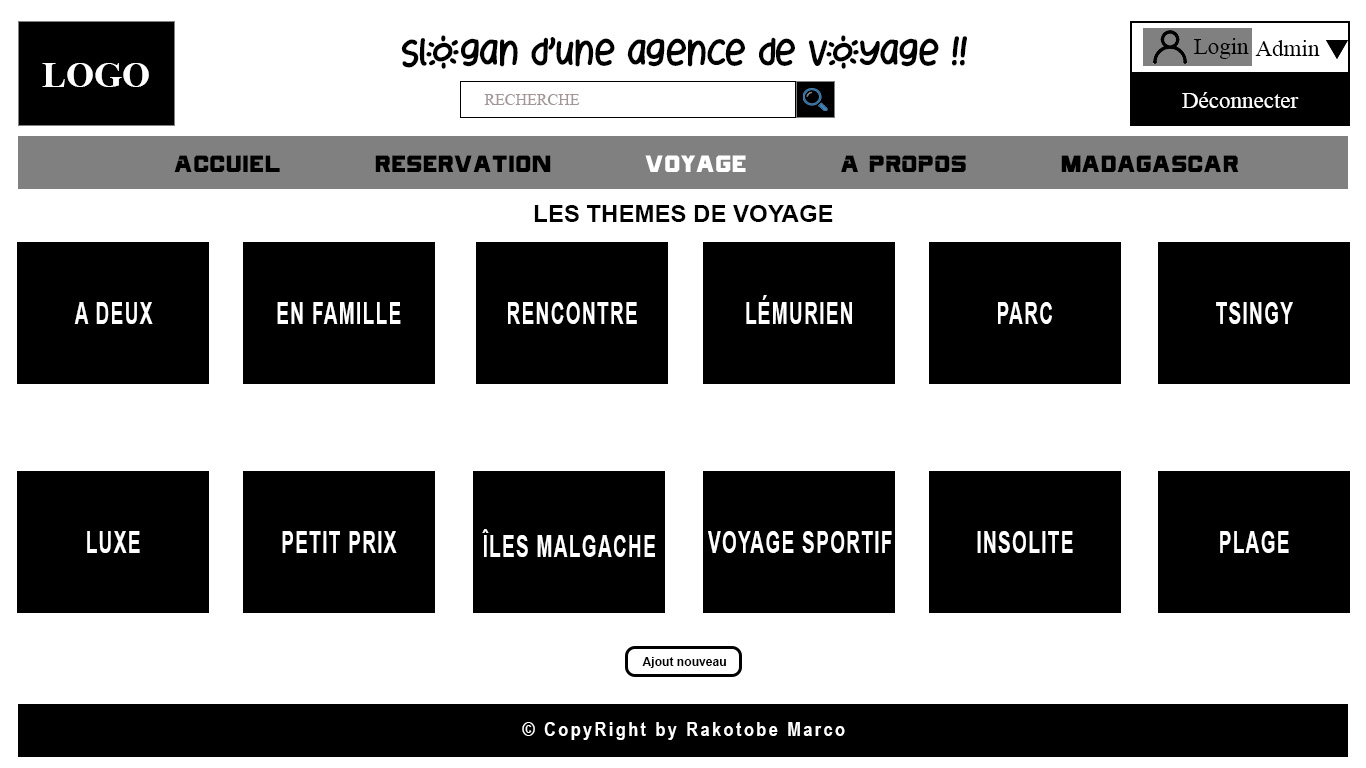 LOGO
slogan d'une agence de voyage !!
RECHERCHE
Login Admin
Déconnecter
ACCUIEL RESERVATION VOYAGE A PROPOS MADAGASCAR
LES THEMES DE VOYAGE
A DEUX EN FAMILLE RENCONTRE LÉMURIEN PARC TSINGY
LUXE PETIT PRIX ÎLES MALGACHE VOYAGE SPORTIF INSOLITE PLAGE
Ajout nouveau
© CopyRight by Rakotobe Marco